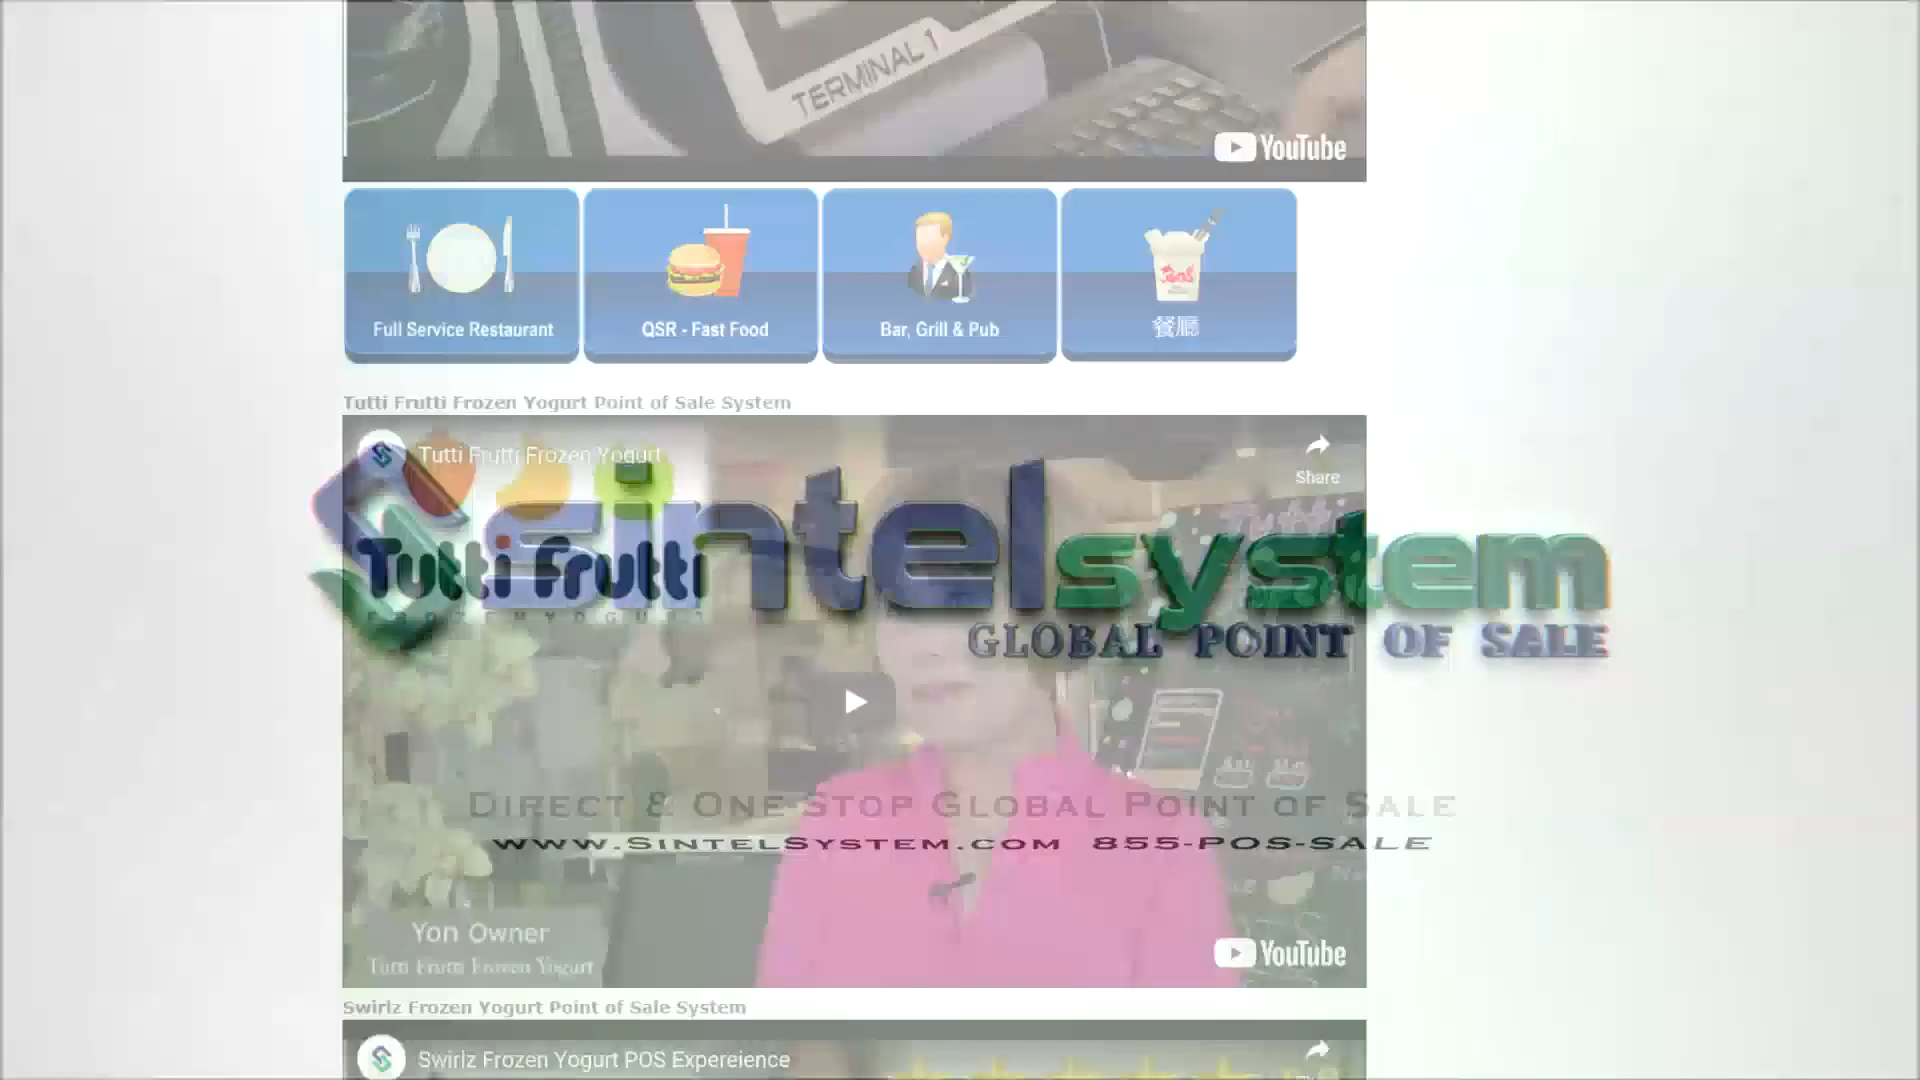 TERMINAL 1
YouTube
Full Service Restaurant
QSR - Fast Food
Bar, Grill & Pub
餐廳
Tutti Frutti Frozen Yogurt Point of Sale System
Tutti Frutti Frozen Yogurt
Share
sintelsystem
Tutti Frutti
GLOBAL POINT OF SALE
DIRECT & ONE STOP GLOBAL POINT OF SALE
WWW.SINTELSYSTEM.COM 855-POS-SALE
Yon Owner
Tutti Frutti Frozen Yogurt
YouTube
Swirlz Frozen Yogurt Point of Sale System
Swirlz Frozen Yogurt POS Expereience